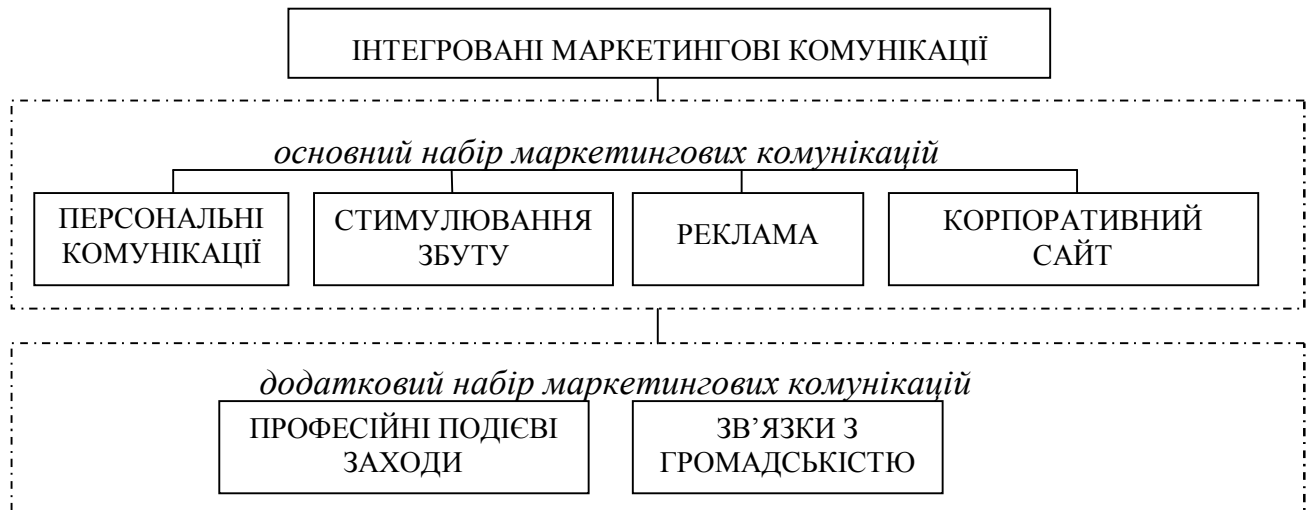 ІНТЕГРОВАНІ МАРКЕТИНГОВІ КОМУНІКАЦІЇ
основний набір маркетингових комунікацій
ПЕРСОНАЛЬНІ
КОМУНІКАЦІЇ
СТИМУЛЮВАННЯ
ЗБУТУ
РЕКЛАМА
КОРПОРАТИВНИЙ
САЙТ
додатковий набір маркетингових комунікацій
ПРОФЕСІЙНІ ПОДІЄВІ
ЗАХОДИ
ЗВ’ЯЗКИ З
ГРОМАДСЬКІСТЮ